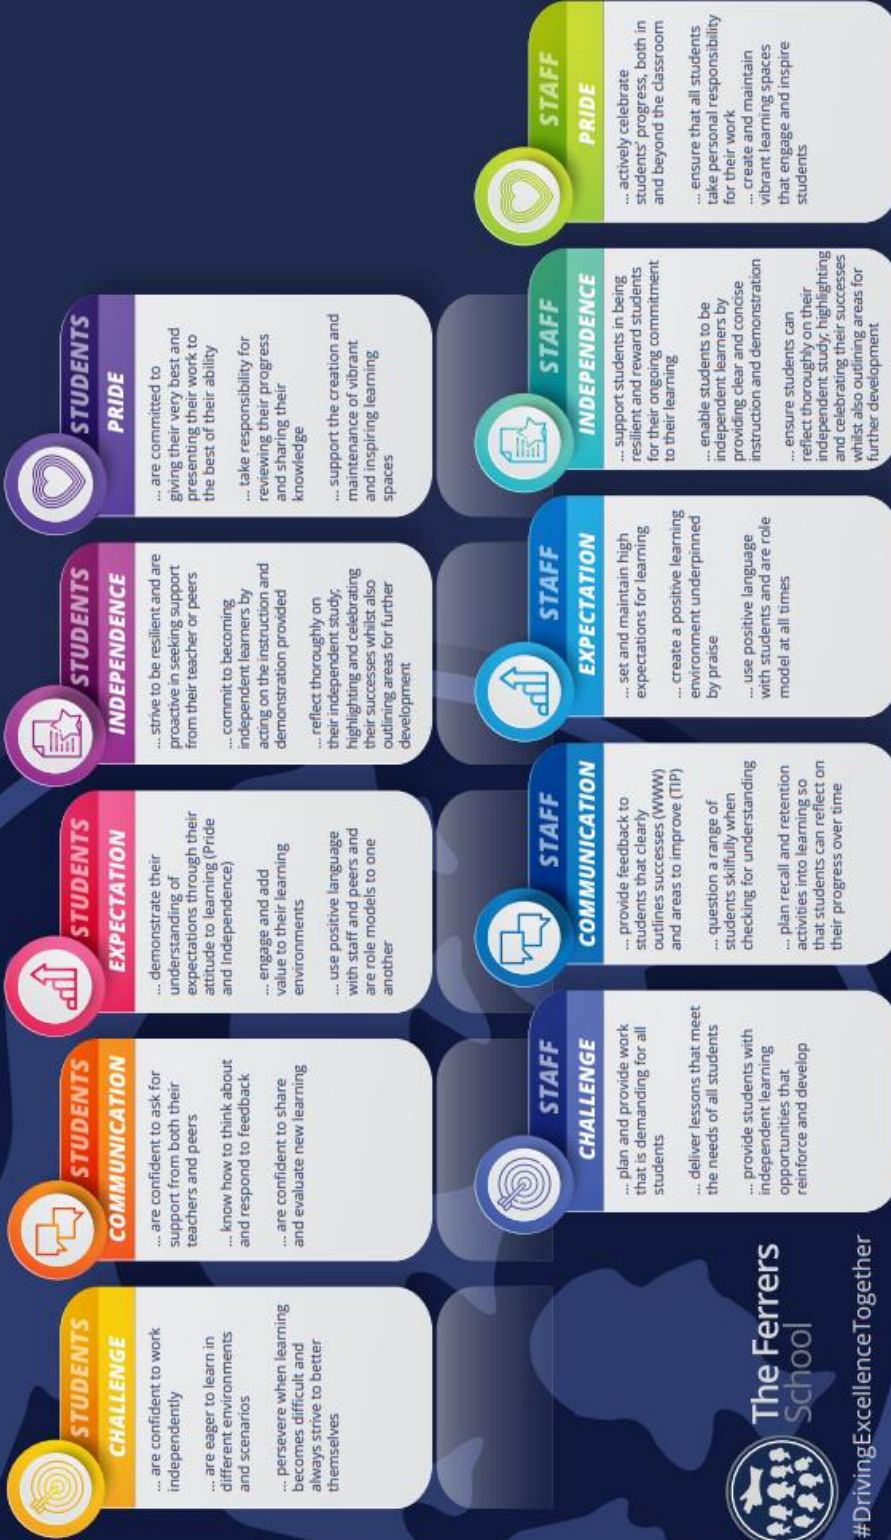 STUDENTS
CHALLENGE
... are confident to work
independently
... are eager to learn in
different environments
and scenarios
... persevere when learning
becomes difficult and
always strive to better
themselves
STUDENTS
COMMUNICATION
... are confident to ask for
support from both their
teachers and peers
... know how to think about
and respond to feedback
... are confident to share
and evaluate new learning
STUDENTS
EXPECTATION
... demonstrate their
understanding of
expectations through their
attitude to learning (Pride
and Independence)
... engage and add
value to their learning
environments
... use positive language
with staff and peers and
are role models to one
another
STUDENTS
INDEPENDENCE
... strive to be resilient and are
proactive in seeking support
from their teacher or peers
... commit to becoming
independent learners by
acting on the instruction and
demonstration provided
... reflect thoroughly on
their independent study;
highlighting and celebrating
their successes whilst also
outlining areas for further
development
STUDENTS
PRIDE
... are committed to
giving their very best and
presenting their work to
the best of their ability
... take responsibility for
reviewing their progress
and sharing their
knowledge
... support the creation and
maintenance of vibrant
and inspiring learning
spaces
The Ferrers
School
#DrivingExcellenceTogether
STAFF
CHALLENGE
... plan and provide work
that is demanding for all
students
... deliver lessons that meet
the needs of all students
... provide students with
independent learning
opportunities that
reinforce and develop
STAFF
COMMUNICATION
... provide feedback to
students that clearly
outlines successes (WWW)
and areas to improve (TIP)
... question a range of
students skilfully when
checking for understanding
... plan recall and retention
activities into learning so
that students can reflect on
their progress over time
STAFF
EXPECTATION
... set and maintain high
expectations for learning
... create a positive learning
environment underpinned
by praise
... use positive language
with students and are role
model at all times
STAFF
INDEPENDENCE
... support students in being
resilient and reward students
for their ongoing commitment
to their learning
... enable students to be
independent learners by
providing clear and concise
instruction and demonstration
... ensure students can
reflect thoroughly on their
independent study, highlighting
and celebrating their successes
whilst also outlining areas for
further development
STAFF
PRIDE
... actively celebrate
students' progress, both in
and beyond the classroom
... ensure that all students
take personal responsibility
for their work
... create and maintain
vibrant learning spaces
that engage and inspire
students